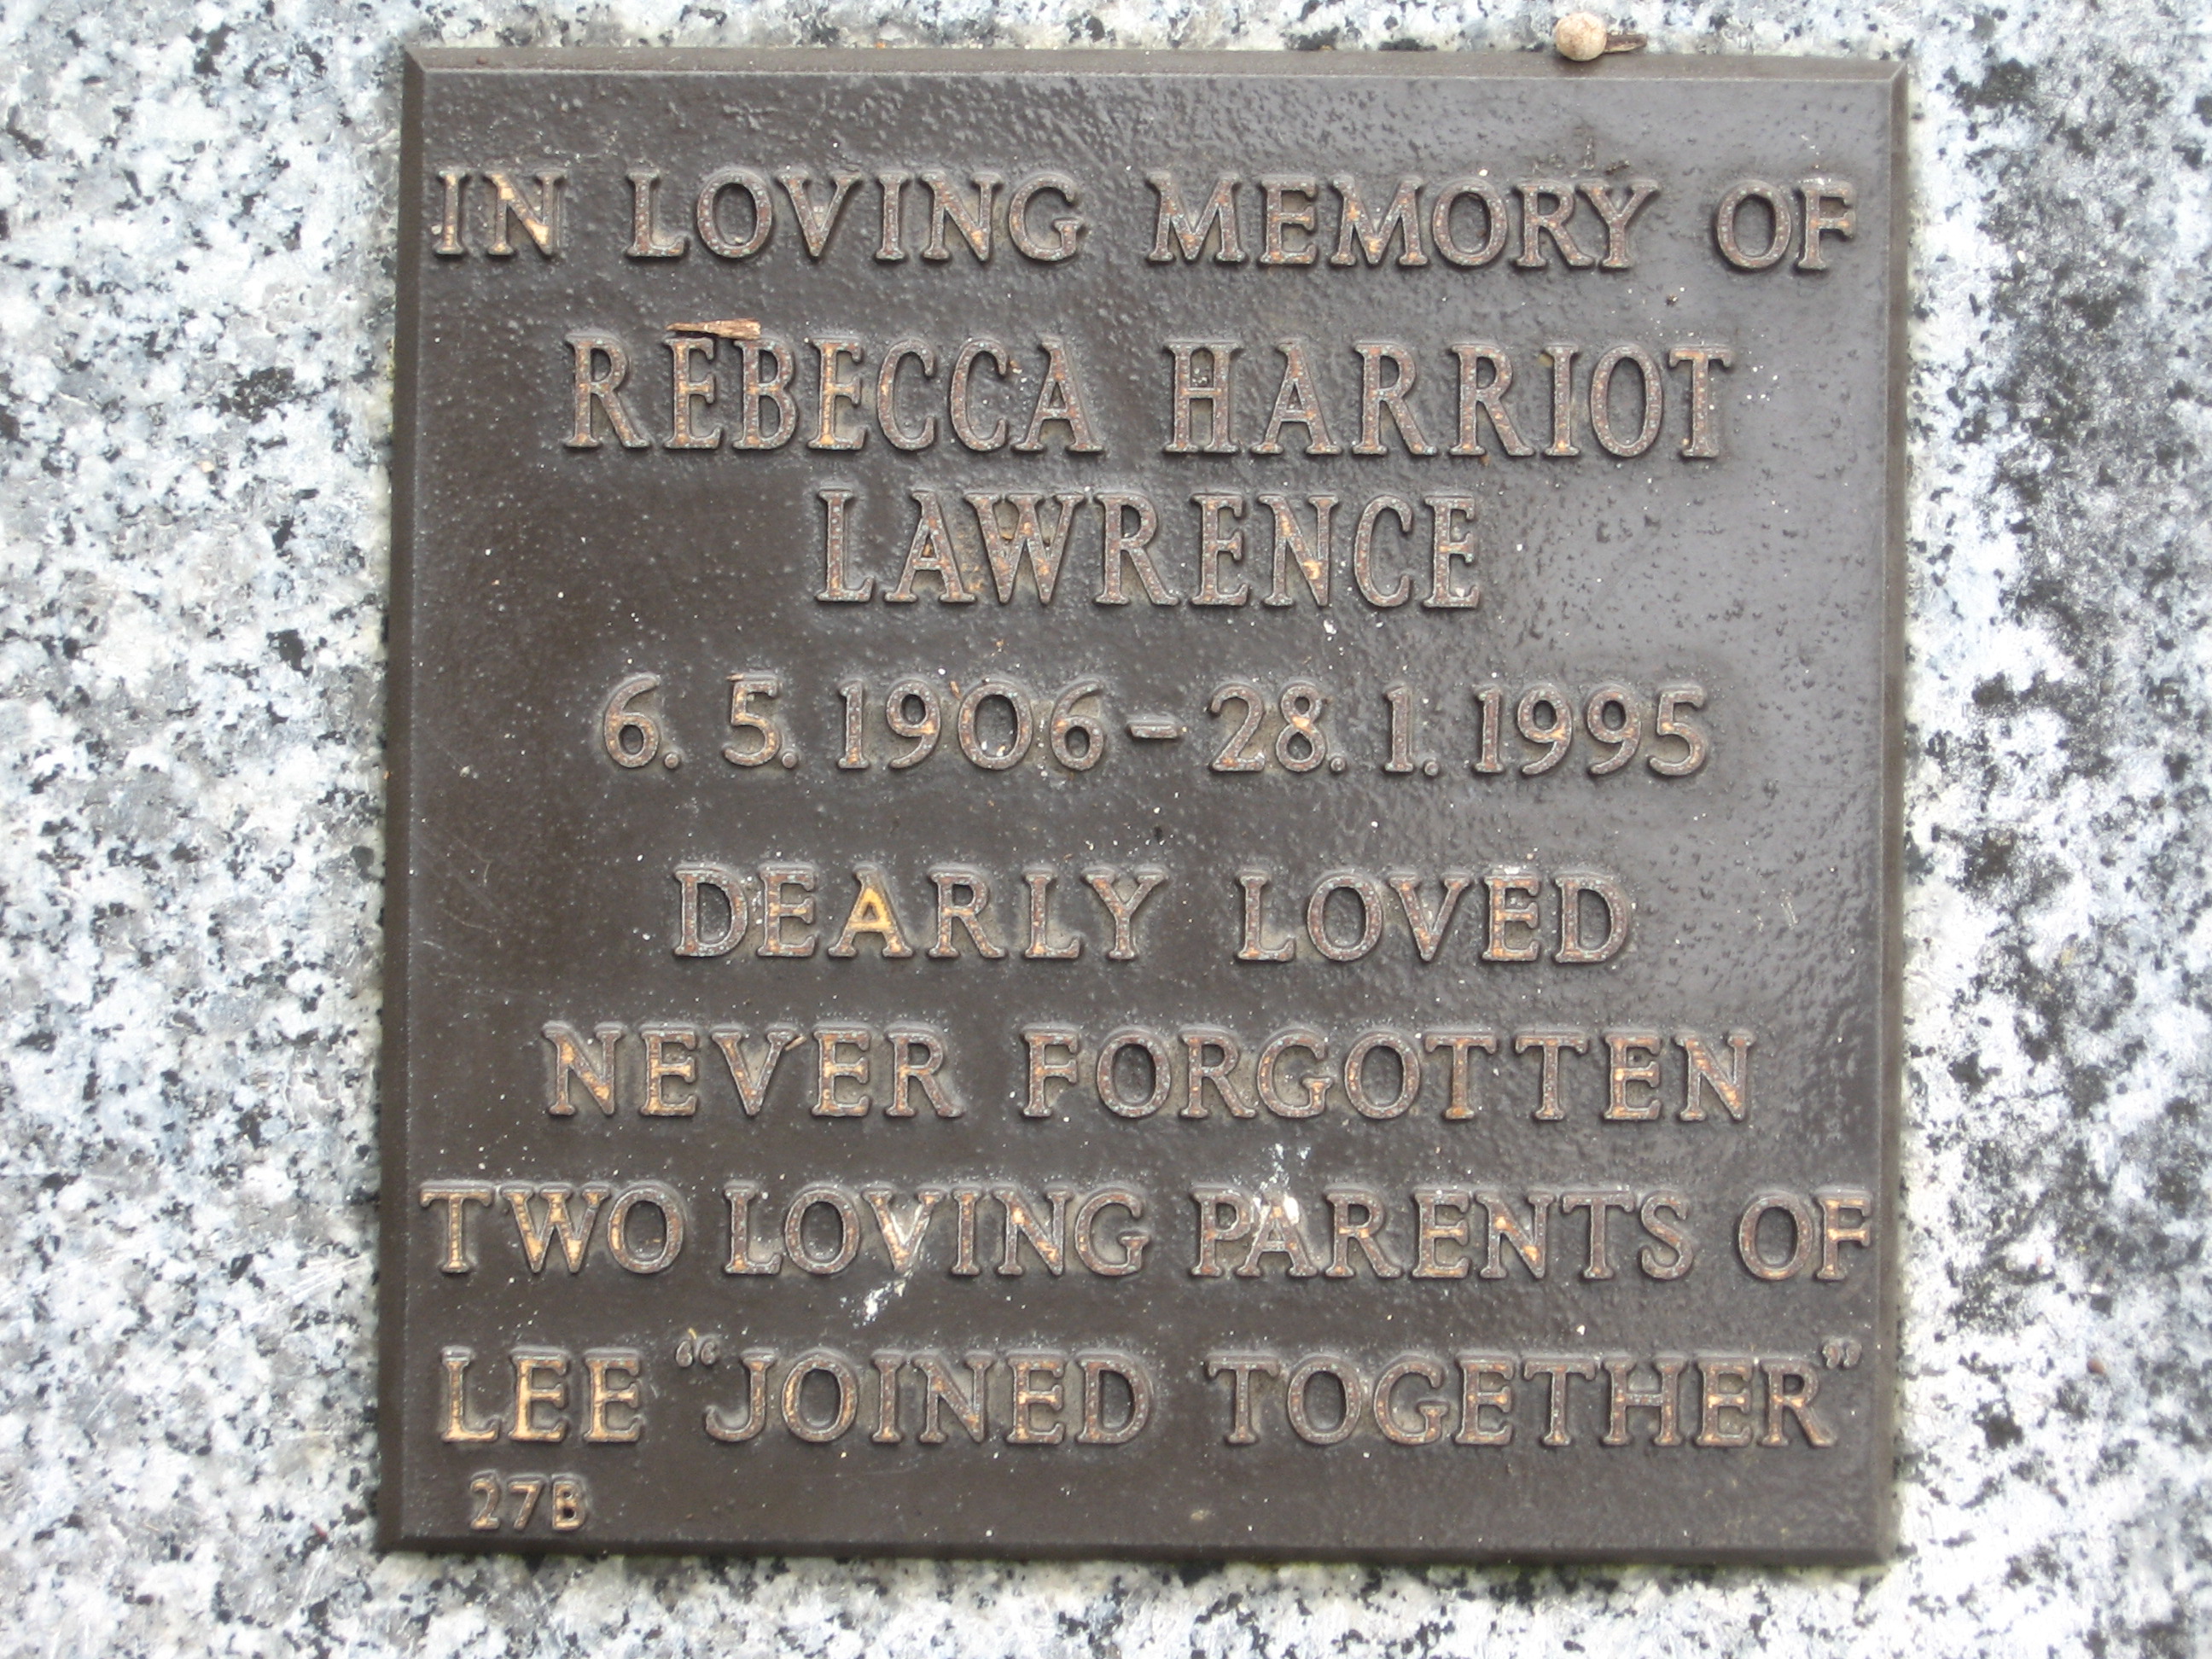 IN LOVING MEMORY OF
REBECCA HARRIOT
LAWRENCE
6. 5. 1906 - 28. 1. 1995
DEARLY LOVED
NEVER FORGOTTEN
TWO LOVING PARENTS OF
LEE “JOINED TOGETHER”
27B